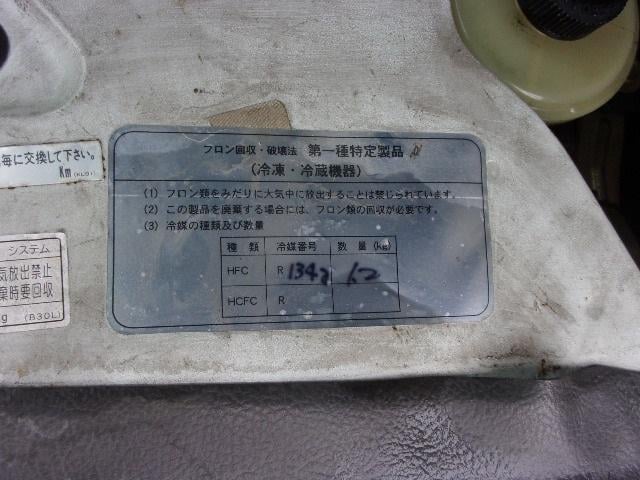 毎に交換して下さい。
Km(KL01)
システム
気放出禁止
棄時要回収
g (B30L)
フロン回収・破壊法 第一種特定製品
(冷凍・冷蔵機器)
(1) フロン類をみだりに大気中に放出することは禁じられています。
(2) この製品を廃棄する場合には、フロン類の回収が必要です。
(3) 冷媒の種類及び数量
種 類 冷媒番号 数 量 (kg)
HFC R 134a 1.2
HCFC R